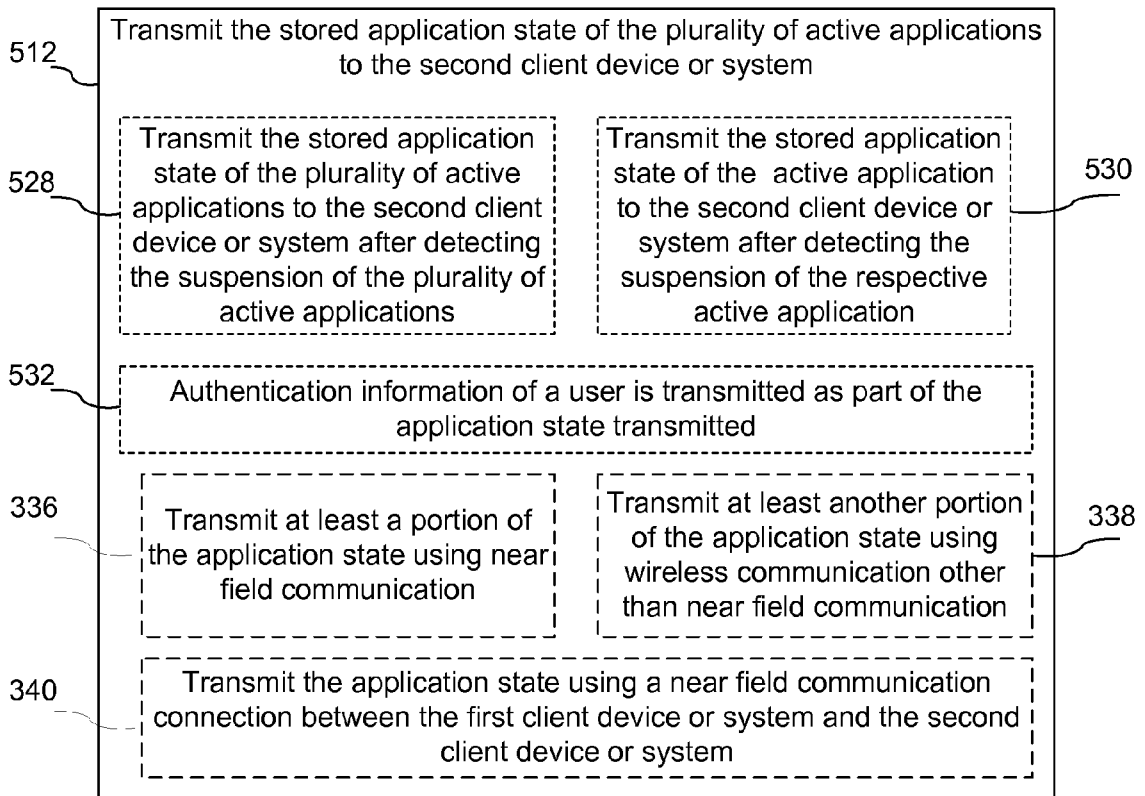 Transmit the stored application state of the plurality of active applications
to the second client device or system
512
Transmit the stored application
state of the plurality of active
applications to the second client
device or system after detecting
the suspension of the plurality of
active applications
528
Transmit the stored application
state of the active application
to the second client device or
system after detecting the
suspension of the respective
active application
530
532
Authentication information of a user is transmitted as part of the
application state transmitted
336
Transmit at least a portion of
the application state using near
field communication
Transmit at least another portion
of the application state using
wireless communication other
than near field communication
338
340
Transmit the application state using a near field communication
connection between the first client device or system and the second
client device or system